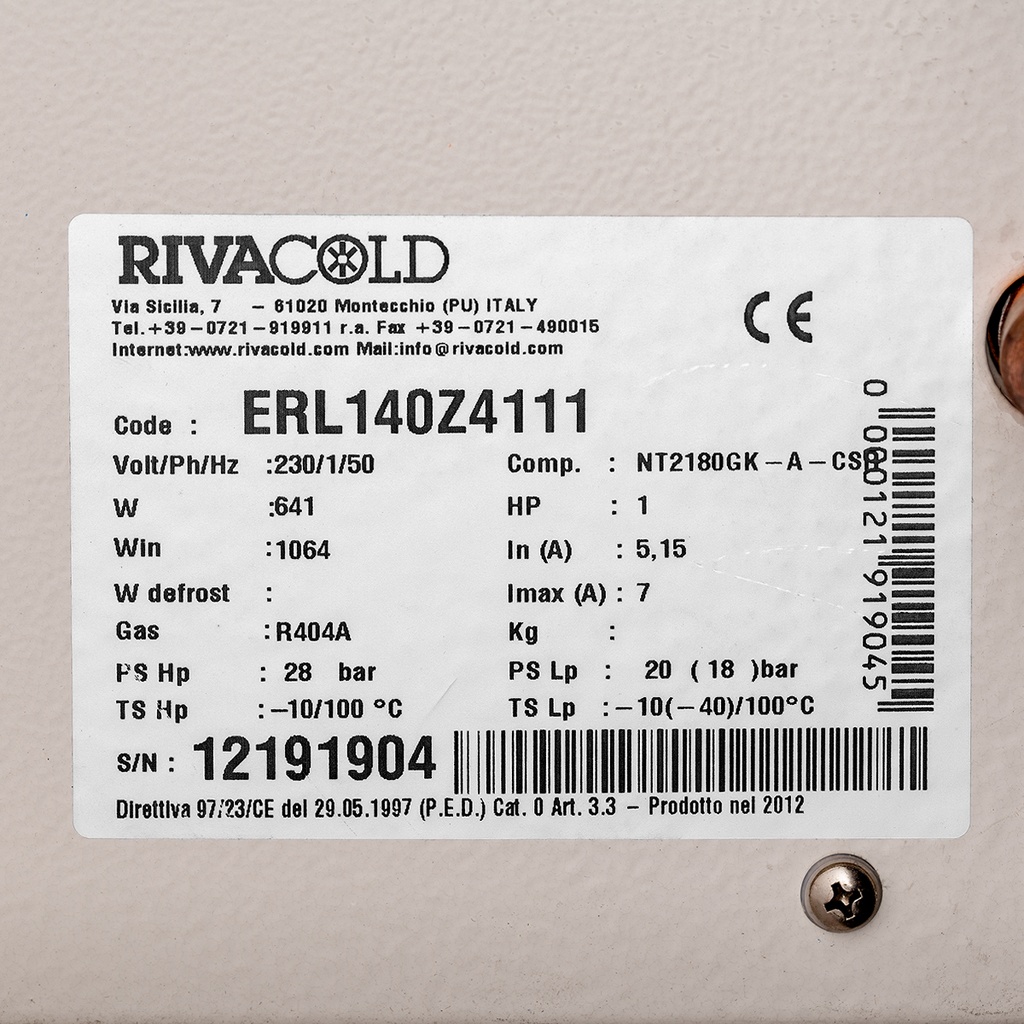 RIVACOLD
Via Sicilia, 7 – 61020 Montecchio (PU) ITALY
Tel.+39–0721–919911 r.a. Fax +39–0721–490015
Internet:www.rivacold.com Mail:info@rivacold.com
CE
Code : ERL140Z4111
Volt/Ph/Hz :230/1/50 Comp. : NT2180GK–A–CSR
W :641 HP : 1
Win :1064 In (A) : 5,15
W defrost : Imax (A) : 7
Gas :R404A Kg :
PS Hp : 28 bar PS Lp : 20 ( 18 )bar
TS Hp :–10/100 °C TS Lp :–10(–40)/100°C
S/N : 12191904
Direttiva 97/23/CE del 29.05.1997 (P.E.D.) Cat. 0 Art. 3.3 – Prodotto nel 2012
0 000121 919045